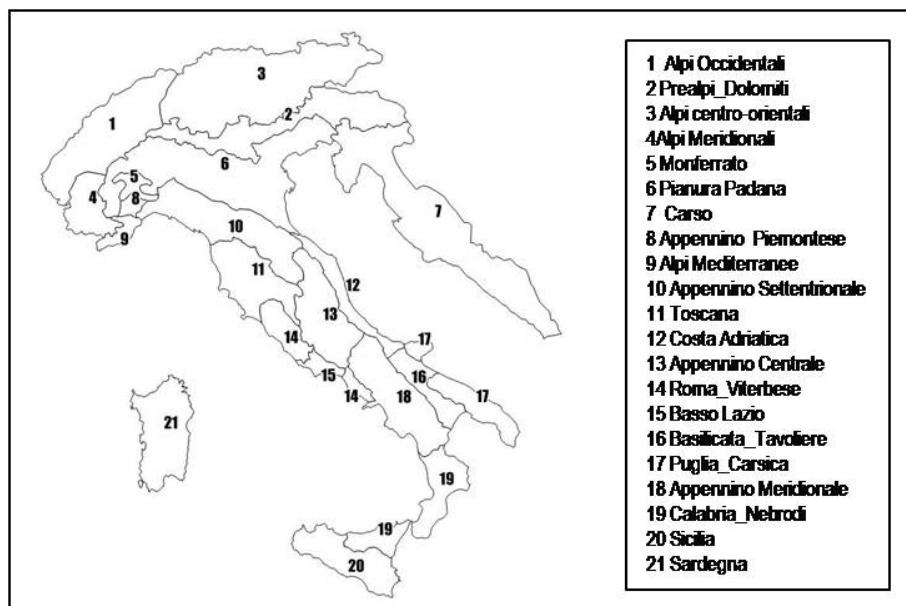 3
1
2
6
5
4
8
7
9
10
11
12
13
14
17
15
16
14
18
17
21
19
19
20
1 Alpi Occidentali
2 Prealpi_Dolomiti
3 Alpi centro-orientali
4Alpi Meridionali
5 Monferrato
6 Pianura Padana
7 Carso
8 Appennino Piemontese
9 Alpi Mediterranee
10 Appennino Settentrionale
11 Toscana
12 Costa Adriatica
13 Appennino Centrale
14 Roma_Viterbese
15 Basso Lazio
16 Basilicata_Tavoliere
17 Puglia_Carsica
18 Appennino Meridionale
19 Calabria_Nebrodi
20 Sicilia
21 Sardegna